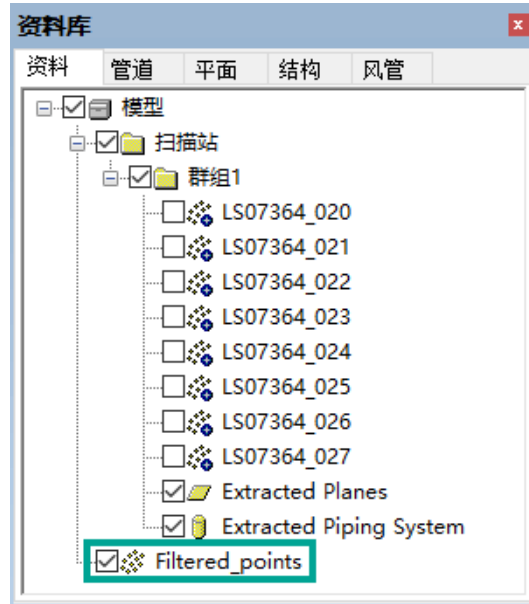 资料库
资料 管道 平面 结构 风管
模型
扫描站
群组1
LS07364_020
LS07364_021
LS07364_022
LS07364_023
LS07364_024
LS07364_025
LS07364_026
LS07364_027
Extracted Planes
Extracted Piping System
Filtered_points